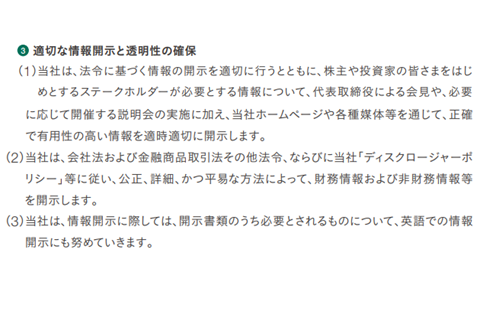 3 適切な情報開示と透明性の確保
（1）当社は、法令に基づく情報の開示を適切に行うとともに、株主や投資家の皆さまをはじ
めとするステークホルダーが必要とする情報について、代表取締役による会見や、必要
に応じて開催する説明会の実施に加え、当社ホームページや各種媒体等を通じて、正確
で有用性の高い情報を適時適切に開示します。
（2）当社は、会社法および金融商品取引法その他法令、ならびに当社「ディスクロージャーポ
リシー」等に従い、公正、詳細、かつ平易な方法によって、財務情報および非財務情報等
を開示します。
（3）当社は、情報開示に際しては、開示書類のうち必要とされるものについて、英語での情報
開示にも努めていきます。